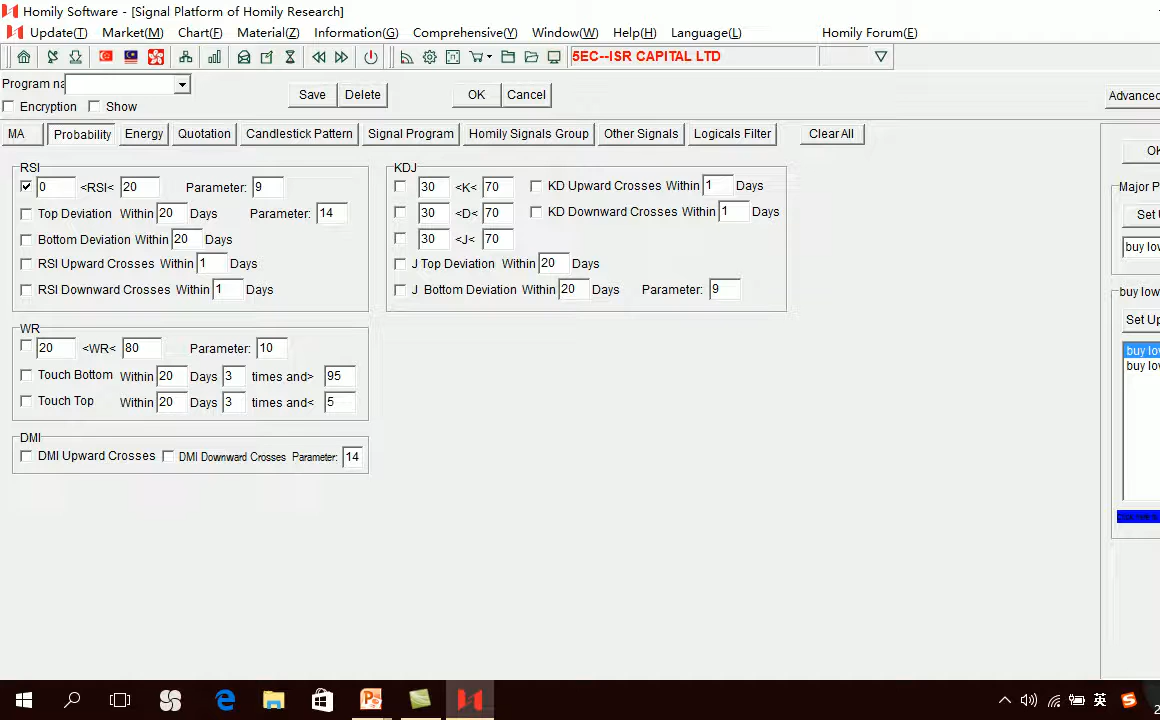 Homily Software - [Signal Platform of Homily Research]
Update(T) Market(M) Chart(F) Material(Z) Information(G) Comprehensive(Y) Window(W) Help(H) Language(L) Homily Forum(E)
5EC--ISR CAPITAL LTD
Program na
Save Delete OK Cancel Advanced
Encryption Show
MA Probability Energy Quotation Candlestick Pattern Signal Program Homily Signals Group Other Signals Logicals Filter Clear All
RSI
0 <RSI< 20 Parameter: 9
Top Deviation Within 20 Days Parameter: 14
Bottom Deviation Within 20 Days
RSI Upward Crosses Within 1 Days
RSI Downward Crosses Within 1 Days
KDJ
30 <K< 70 KD Upward Crosses Within 1 Days
30 <D< 70 KD Downward Crosses Within 1 Days
30 <J< 70
J Top Deviation Within 20 Days
J Bottom Deviation Within 20 Days Parameter: 9
WR
20 <WR< 80 Parameter: 10
Touch Bottom Within 20 Days 3 times and> 95
Touch Top Within 20 Days 3 times and< 5
DMI
DMI Upward Crosses DMI Downward Crosses Parameter: 14
OK
Major P
Set U
buy low
buy low
Set Up
buy lov
buy lov
英